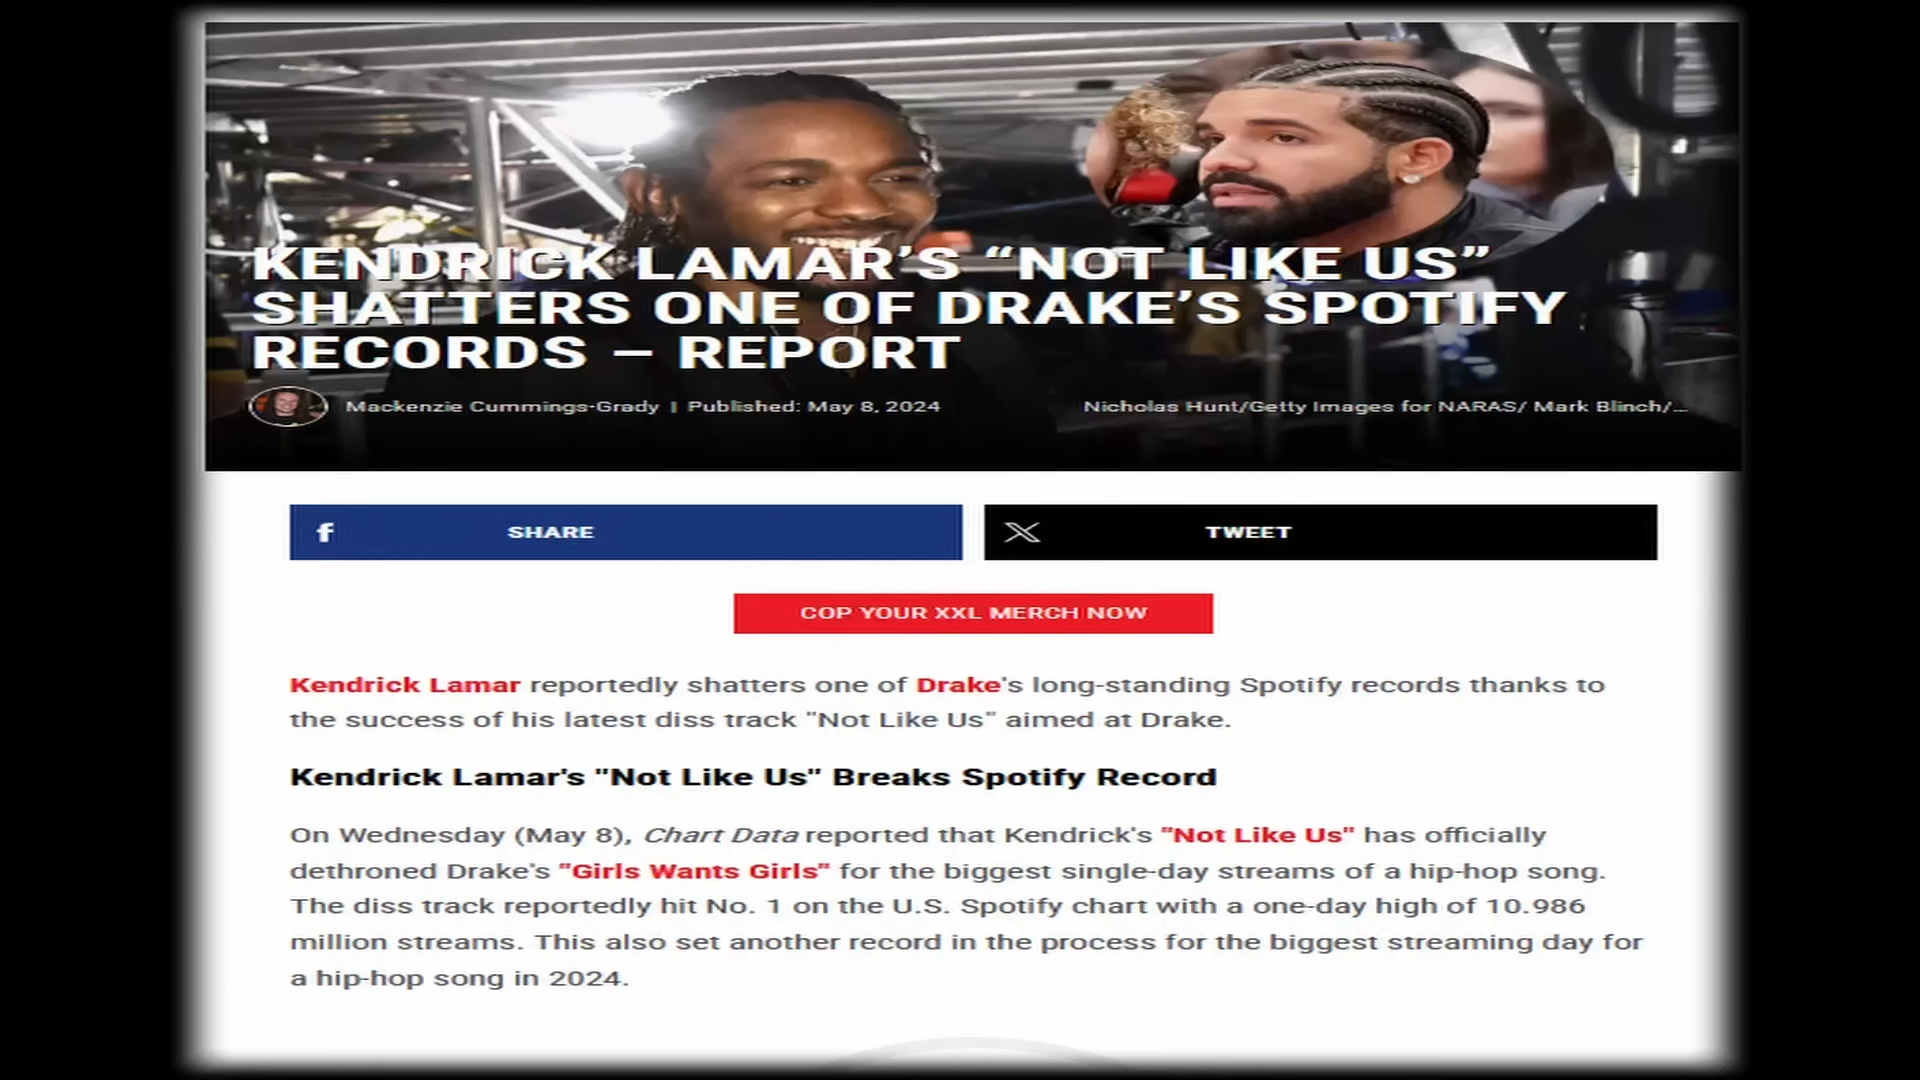 KENDRICK LAMAR’S “NOT LIKE US”
SHATTERS ONE OF DRAKE’S SPOTIFY
RECORDS – REPORT
Mackenzie Cummings-Grady | Published: May 8, 2024
Nicholas Hunt/Getty Images for NARAS/ Mark Blinch/...
f SHARE
X TWEET
COP YOUR XXL MERCH NOW
Kendrick Lamar reportedly shatters one of Drake's long-standing Spotify records thanks to
the success of his latest diss track "Not Like Us" aimed at Drake.
Kendrick Lamar's "Not Like Us" Breaks Spotify Record
On Wednesday (May 8), Chart Data reported that Kendrick's "Not Like Us" has officially
dethroned Drake's "Girls Wants Girls" for the biggest single-day streams of a hip-hop song.
The diss track reportedly hit No. 1 on the U.S. Spotify chart with a one-day high of 10.986
million streams. This also set another record in the process for the biggest streaming day for
a hip-hop song in 2024.